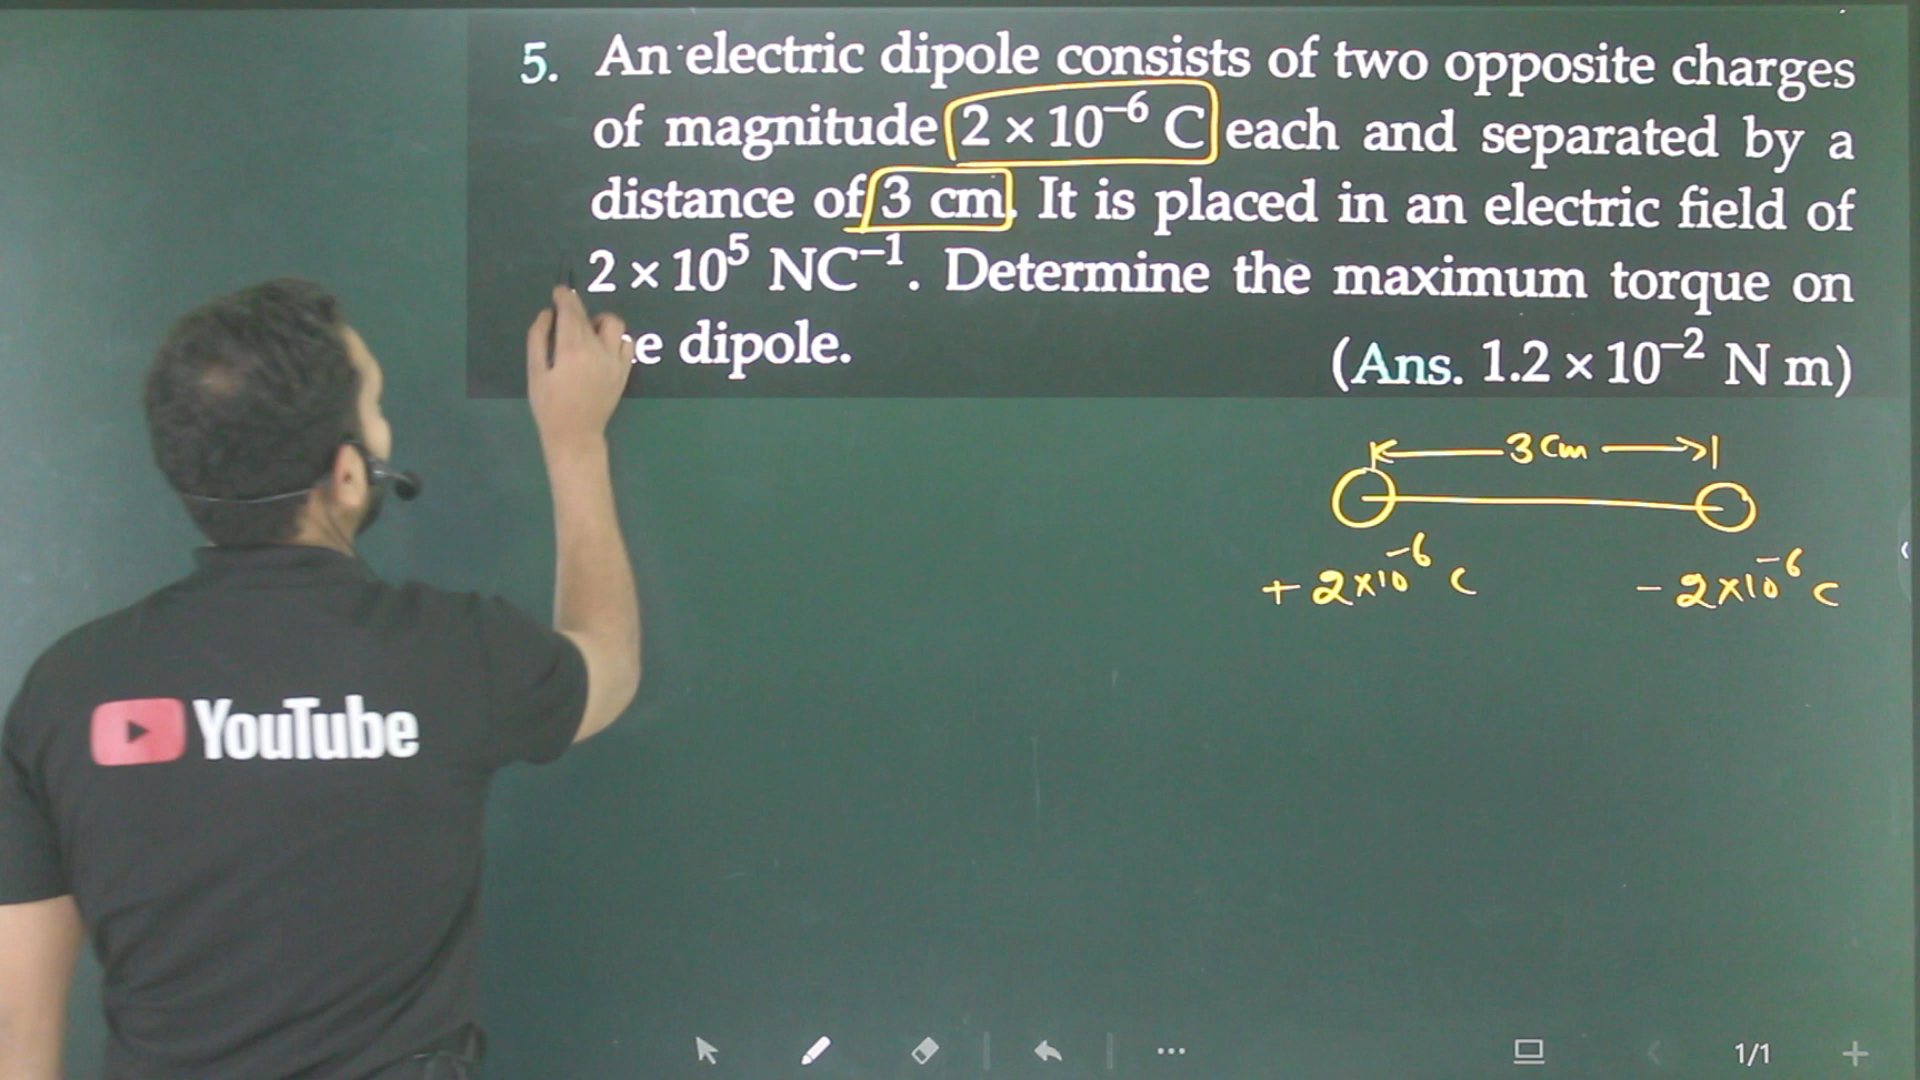 5. An electric dipole consists of two opposite charges
of magnitude 2 × 10⁻⁶ C each and separated by a
distance of 3 cm. It is placed in an electric field of
2 × 10⁵ NC⁻¹. Determine the maximum torque on
dipole.
(Ans. 1.2 × 10⁻² N m)
3 cm
+ 2×10⁻⁶ C
- 2×10⁻⁶ C
YouTube
1/1